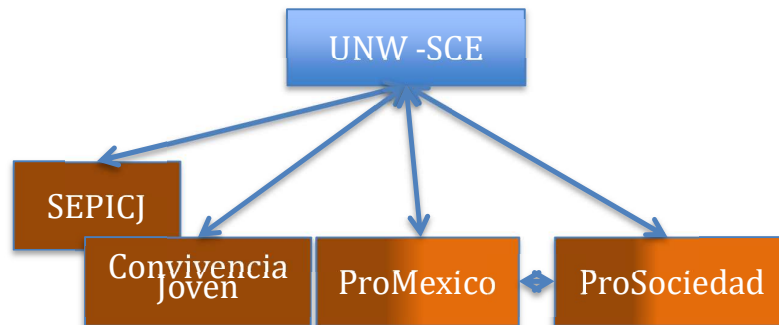 UNW -SCE
SEPICJ
Convivencia
Joven
ProMexico
ProSociedad